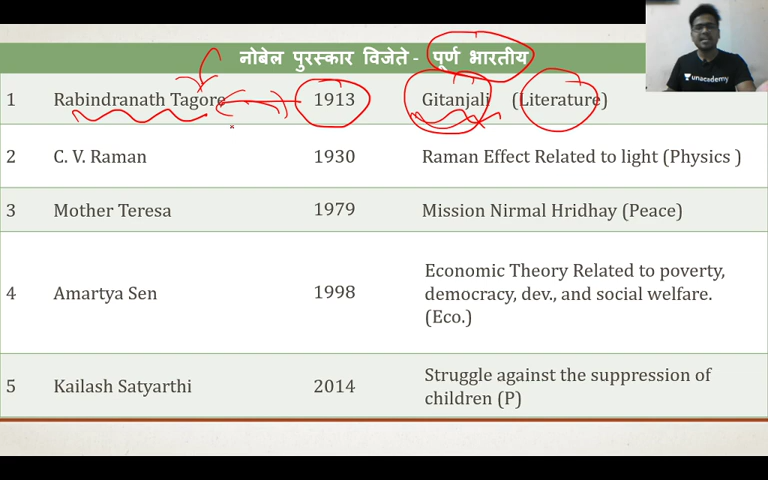 unacademy
नोबेल पुरस्कार विजेते - पूर्ण भारतीय
1 Rabindranath Tagore 1913 Gitanjali (Literature)
2 C. V. Raman 1930 Raman Effect Related to light (Physics )
3 Mother Teresa 1979 Mission Nirmal Hridhay (Peace)
4 Amartya Sen 1998 Economic Theory Related to poverty,
democracy, dev., and social welfare.
(Eco.)
5 Kailash Satyarthi 2014 Struggle against the suppression of
children (P)